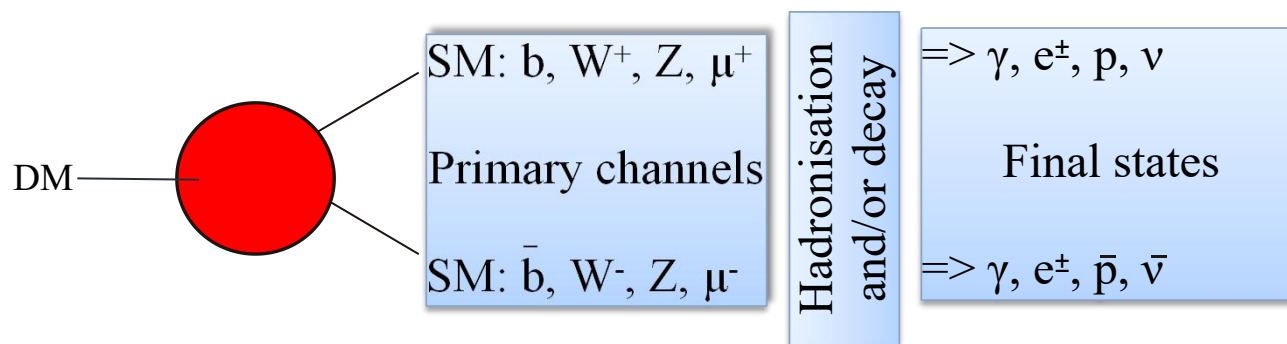 DM
SM: b, W⁺, Z, μ⁺
Primary channels
SM: b̄, W⁻, Z, μ⁻
Hadronisation
and/or decay
=> γ, e±, p, ν
Final states
=> γ, e±, p̄, ν̄